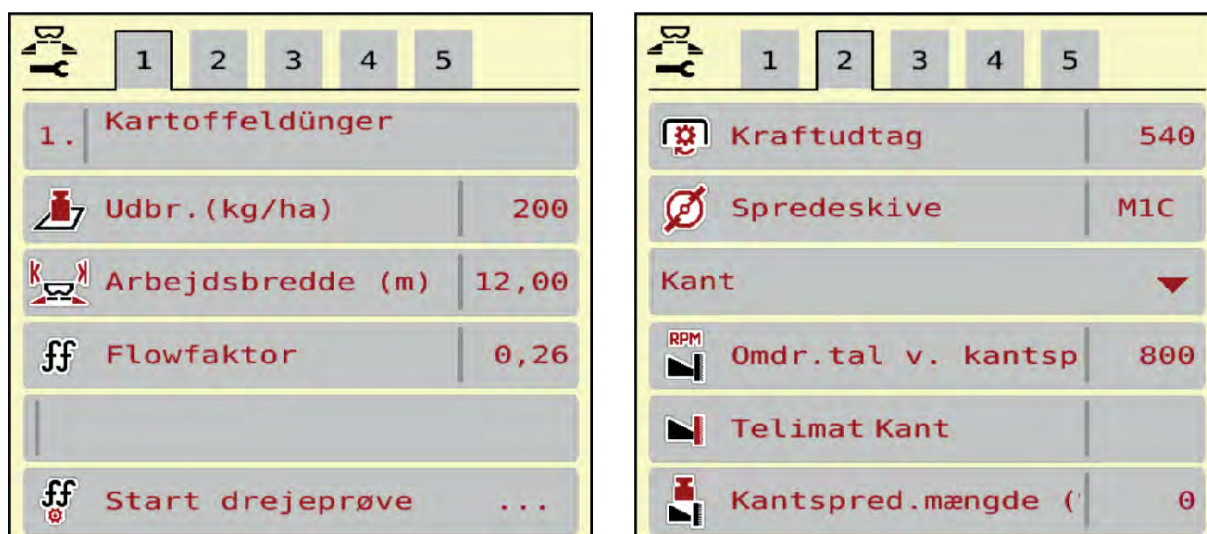 1 2 3 4 5
1. Kartoffeldünger
Udbr.(kg/ha) 200
Arbejdsbredde (m) 12,00
ff Flowfaktor 0,26
ff Start drejeprøve ...
1 2 3 4 5
Kraftudtag 540
Spredeskive M1C
Kant
RPM Omdr.tal v. kantsp 800
Telimat Kant
Kantspred.mængde ( 0